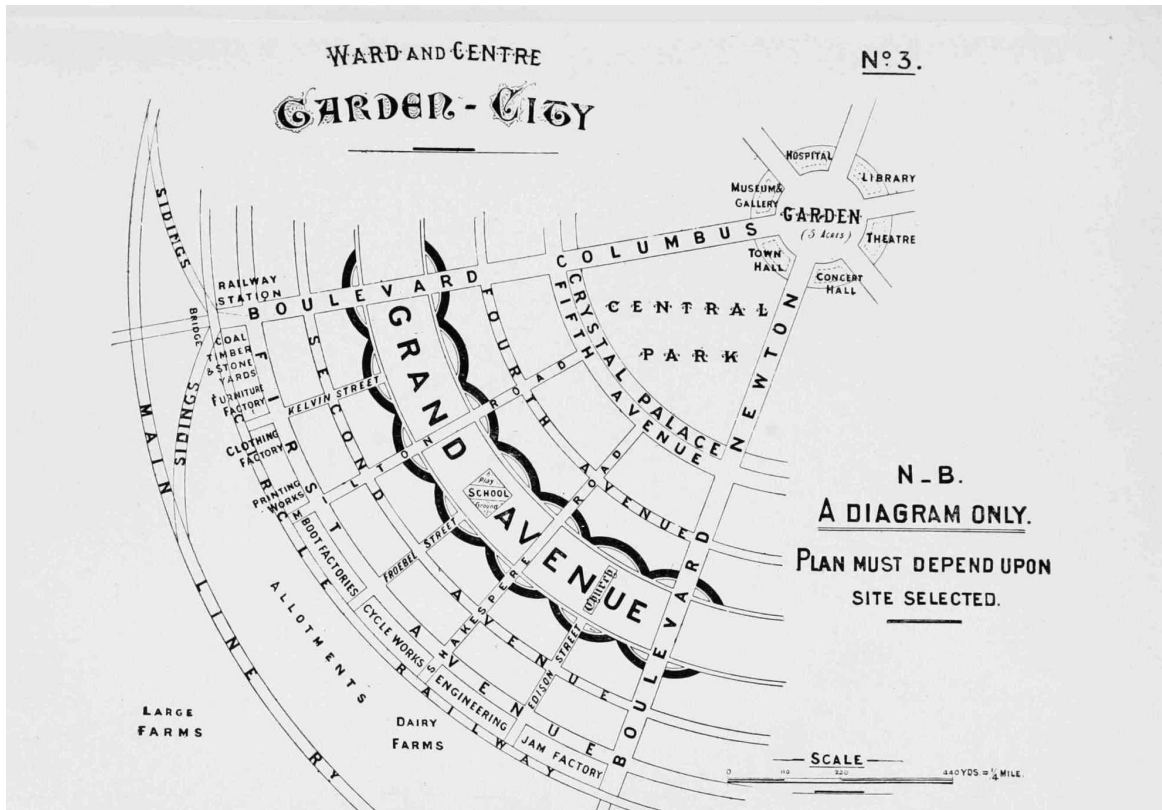 WARD AND CENTRE
GARDEN - CITY
Nº 3.
HOSPITAL
LIBRARY
MUSEUM &
GALLERY
GARDEN
(5 ACRES)
THEATRE
TOWN
HALL
CONCERT
HALL
BOULEVARD COLUMBUS
SIDINGS
RAILWAY
STATION
BRIDGE
CENTRAL
PARK
CRYSTAL PALACE
FIFTH AVENUE
FOURTH AVENUE
GRAND AVENUE
SECOND AVENUE
FIRST AVENUE
CIRCLE RAILWAY
COAL
TIMBER
& STONE
YARDS
FURNITURE
FACTORY
CLOTHING
FACTORY
PRINTING
WORKS
BOOT FACTORIES
CYCLE WORKS
ENGINEERING
JAM FACTORY
KELVIN STREET
MILTON ROAD
Play
SCHOOL
Ground
FROEBEL STREET
SHAKESPERE ROAD
Church
EDISON STREET
BOULEVARD NEWTON
SIDINGS
MAIN LINE RY
ALLOTMENTS
LARGE
FARMS
DAIRY
FARMS
N-B.
A DIAGRAM ONLY.
PLAN MUST DEPEND UPON
SITE SELECTED.
SCALE
0 110 220 440 YDS. = ¼ MILE.